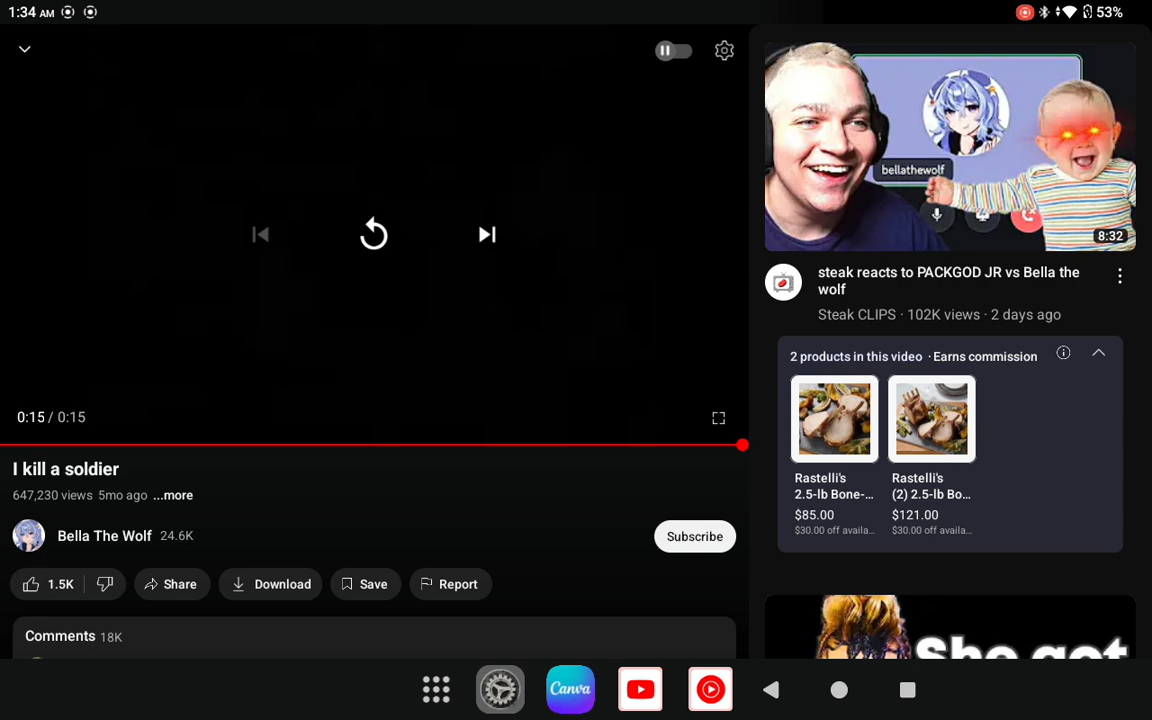 1:34 AM
53%
bellathewolf
8:32
0:15 / 0:15
I kill a soldier
647,230 views 5mo ago ...more
Bella The Wolf 24.6K
Subscribe
1.5K
Share
Download
Save
Report
Comments 18K
steak reacts to PACKGOD JR vs Bella the
wolf
Steak CLIPS · 102K views · 2 days ago
2 products in this video · Earns commission
Rastelli's
2.5-lb Bone-...
$85.00
$30.00 off availa...
Rastelli's
(2) 2.5-lb Bo...
$121.00
$30.00 off availa...
She got
Canva